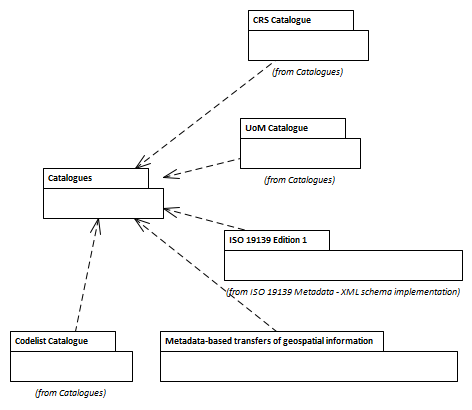 CRS Catalogue
(from Catalogues)
UoM Catalogue
(from Catalogues)
Catalogues
ISO 19139 Edition 1
(from ISO 19139 Metadata - XML schema implementation)
Codelist Catalogue
(from Catalogues)
Metadata-based transfers of geospatial information